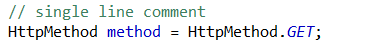 // single line comment
HttpMethod method = HttpMethod.GET;